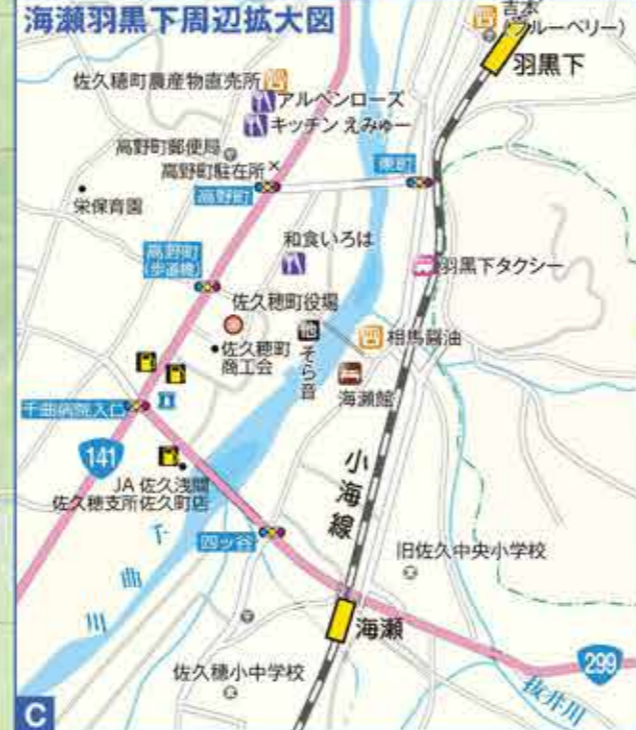 海瀬羽黒下周辺拡大図
吉本
(ブルーベリー)
羽黒下
佐久穂町農産物直売所
アルペンローズ
キッチン えみゅー
高野町郵便局
高野町駐在所
東町
高野町
栄保育園
和食いろは
高野町
(歩道橋)
羽黒下タクシー
佐久穂町役場
佐久穂町
商工会
他
そら音
相馬醤油
海瀬館
千曲病院入口
141
小海線
JA 佐久浅間
佐久穂支所佐久町店
四ッ谷
千曲川
旧佐久中央小学校
海瀬
299
佐久穂小中学校
抜井川
C